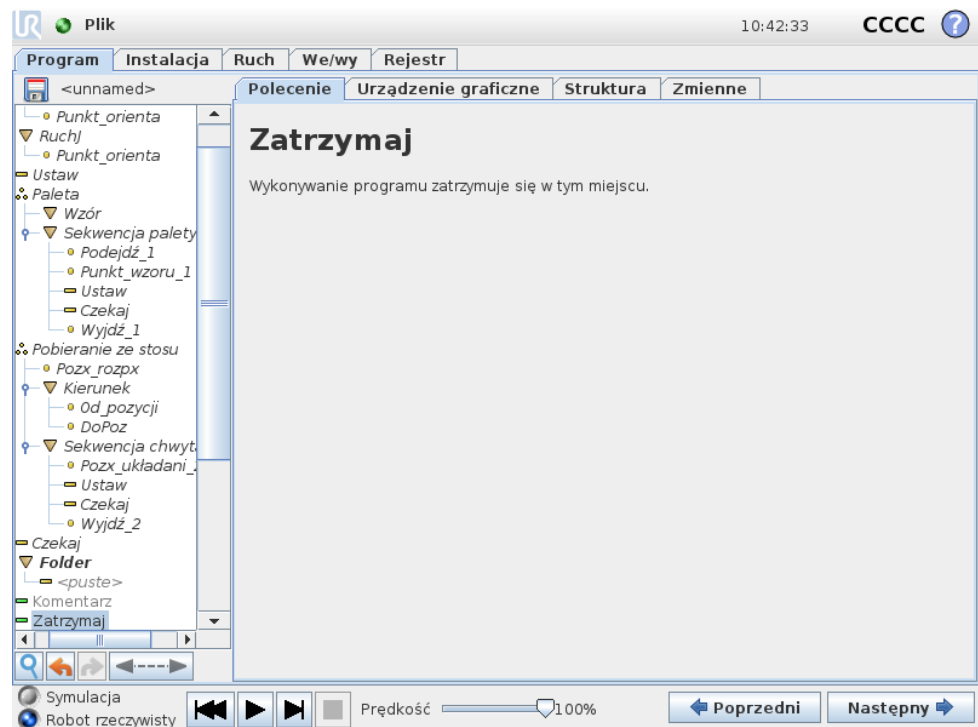 UR Plik 10:42:33 CCCC ?
Program Instalacja Ruch We/wy Rejestr
<unnamed>
Polecenie Urządzenie graficzne Struktura Zmienne
Punkt_orienta
RuchJ
Punkt_orienta
Ustaw
Paleta
Wzór
Sekwencja palety
Podejdź_1
Punkt_wzoru_1
Ustaw
Czekaj
Wyjdź_1
Pobieranie ze stosu
Pozx_rozpx
Kierunek
Od_pozycji
DoPoz
Sekwencja chwyt
Pozx_układani_
Ustaw
Czekaj
Wyjdź_2
Czekaj
Folder
<puste>
Komentarz
Zatrzymaj
Zatrzymaj
Wykonywanie programu zatrzymuje się w tym miejscu.
Symulacja
Robot rzeczywisty
Prędkość 100%
Poprzedni Następny